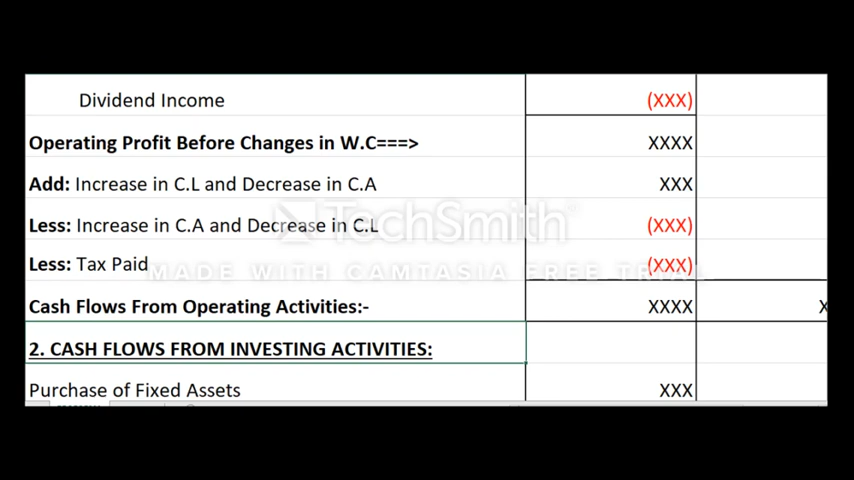 Dividend Income (XXX)
Operating Profit Before Changes in W.C===> XXXX
Add: Increase in C.L and Decrease in C.A XXX
Less: Increase in C.A and Decrease in C.L (XXX)
TechSmith
Less: Tax Paid (XXX)
MADE WITH CAMTASIA FREE TRIAL
Cash Flows From Operating Activities:- XXXX X
2. CASH FLOWS FROM INVESTING ACTIVITIES:
Purchase of Fixed Assets XXX